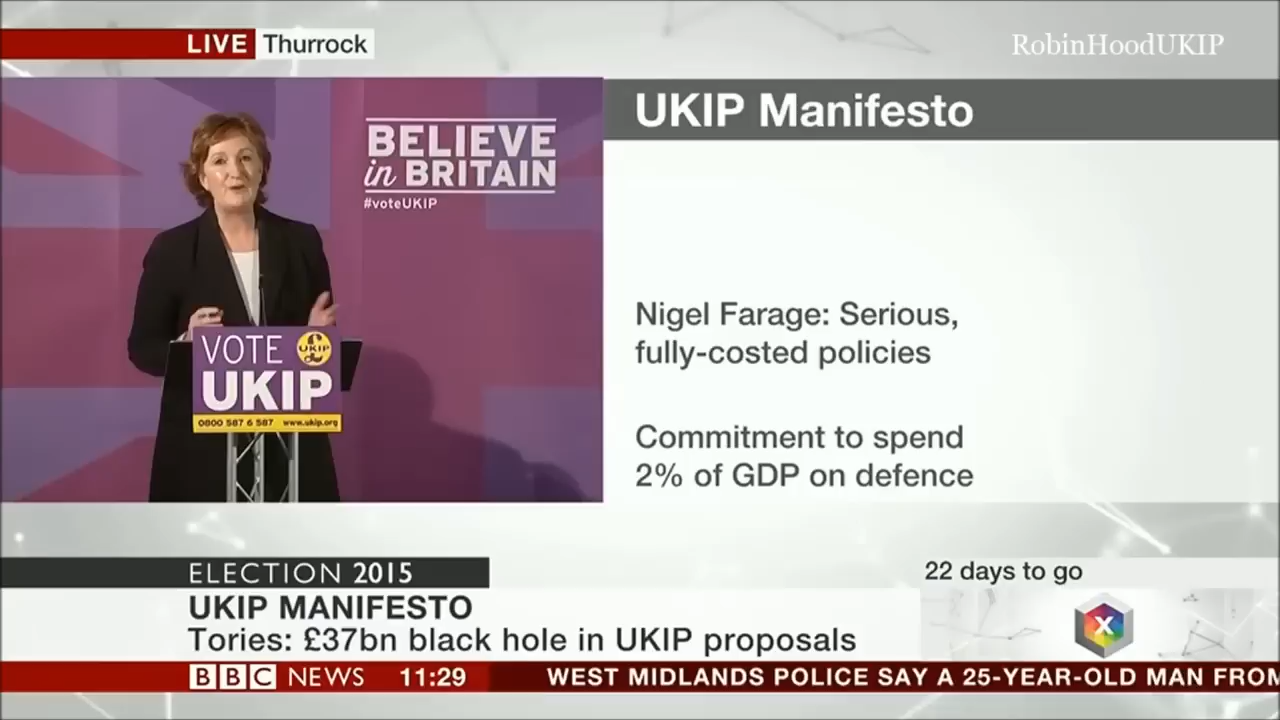 LIVE Thurrock
RobinHoodUKIP
UKIP Manifesto
BELIEVE
in BRITAIN
#voteUKIP
Nigel Farage: Serious,
fully-costed policies
Commitment to spend
2% of GDP on defence
VOTE UKIP
UKIP
0800 587 6 587 www.ukip.org
ELECTION 2015
22 days to go
UKIP MANIFESTO
Tories: £37bn black hole in UKIP proposals
X
BBC NEWS 11:29 WEST MIDLANDS POLICE SAY A 25-YEAR-OLD MAN FROM